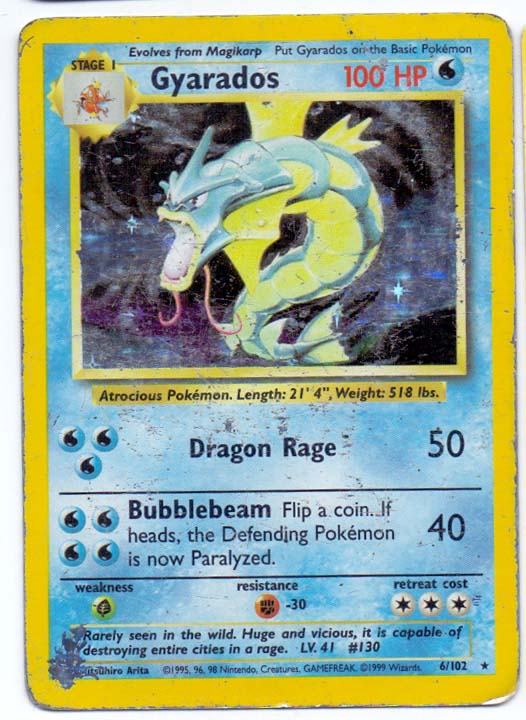 Evolves from Magikarp Put Gyarados on the Basic Pokémon
STAGE 1
Gyarados 100 HP
Atrocious Pokémon. Length: 21' 4", Weight: 518 lbs.
Dragon Rage 50
Bubblebeam Flip a coin. If
heads, the Defending Pokémon 40
is now Paralyzed.
weakness resistance retreat cost
-30
Rarely seen in the wild. Huge and vicious, it is capable of
destroying entire cities in a rage. LV. 41 #130
Arita ©1995, 96, 98 Nintendo, Creatures, GAMEFREAK. ©1999 Wizards. 6/102 ★